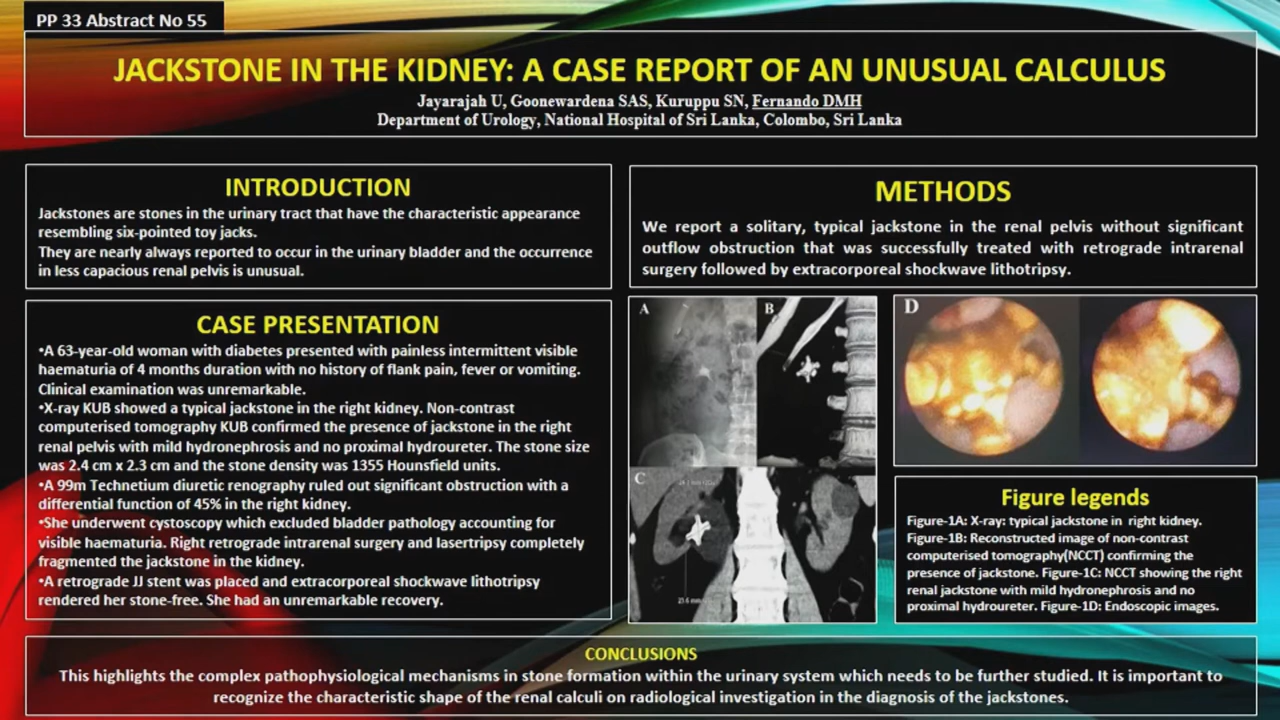 PP 33 Abstract No 55
JACKSTONE IN THE KIDNEY: A CASE REPORT OF AN UNUSUAL CALCULUS
Jayarajah U, Goonewardena SAS, Kuruppu SN, Fernando DMH
Department of Urology, National Hospital of Sri Lanka, Colombo, Sri Lanka
INTRODUCTION
Jackstones are stones in the urinary tract that have the characteristic appearance
resembling six-pointed toy jacks.
They are nearly always reported to occur in the urinary bladder and the occurrence
in less capacious renal pelvis is unusual.
CASE PRESENTATION
•A 63-year-old woman with diabetes presented with painless intermittent visible
haematuria of 4 months duration with no history of flank pain, fever or vomiting.
Clinical examination was unremarkable.
•X-ray KUB showed a typical jackstone in the right kidney. Non-contrast
computerised tomography KUB confirmed the presence of jackstone in the right
renal pelvis with mild hydronephrosis and no proximal hydroureter. The stone size
was 2.4 cm x 2.3 cm and the stone density was 1355 Hounsfield units.
•A 99m Technetium diuretic renography ruled out significant obstruction with a
differential function of 45% in the right kidney.
•She underwent cystoscopy which excluded bladder pathology accounting for
visible haematuria. Right retrograde intrarenal surgery and lasertripsy completely
fragmented the jackstone in the kidney.
•A retrograde JJ stent was placed and extracorporeal shockwave lithotripsy
rendered her stone-free. She had an unremarkable recovery.
METHODS
We report a solitary, typical jackstone in the renal pelvis without significant
outflow obstruction that was successfully treated with retrograde intrarenal
surgery followed by extracorporeal shockwave lithotripsy.
A
B
C
D
Figure legends
Figure-1A: X-ray: typical jackstone in right kidney.
Figure-1B: Reconstructed image of non-contrast
computerised tomography(NCCT) confirming the
presence of jackstone. Figure-1C: NCCT showing the right
renal jackstone with mild hydronephrosis and no
proximal hydroureter. Figure-1D: Endoscopic images.
CONCLUSIONS
This highlights the complex pathophysiological mechanisms in stone formation within the urinary system which needs to be further studied. It is important to
recognize the characteristic shape of the renal calculi on radiological investigation in the diagnosis of the jackstones.